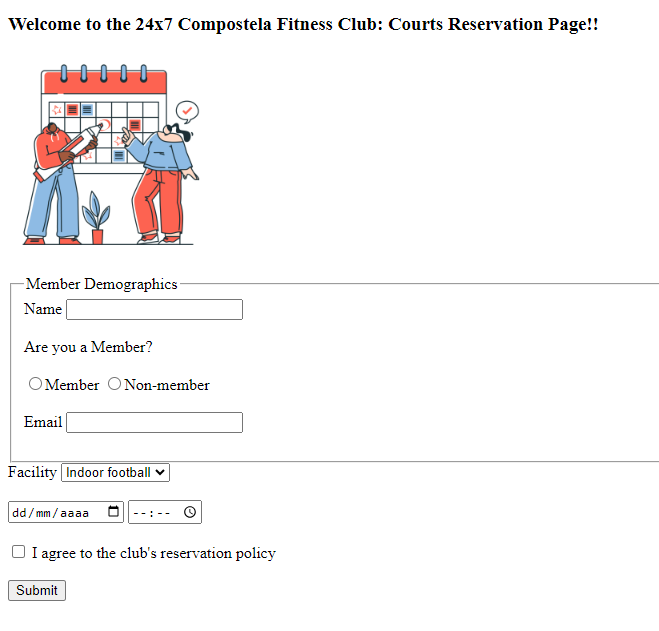 Welcome to the 24x7 Compostela Fitness Club: Courts Reservation Page!!
Member Demographics
Name
Are you a Member?
Member Non-member
Email
Facility Indoor football
dd/mm/aaaa --:--
I agree to the club's reservation policy
Submit